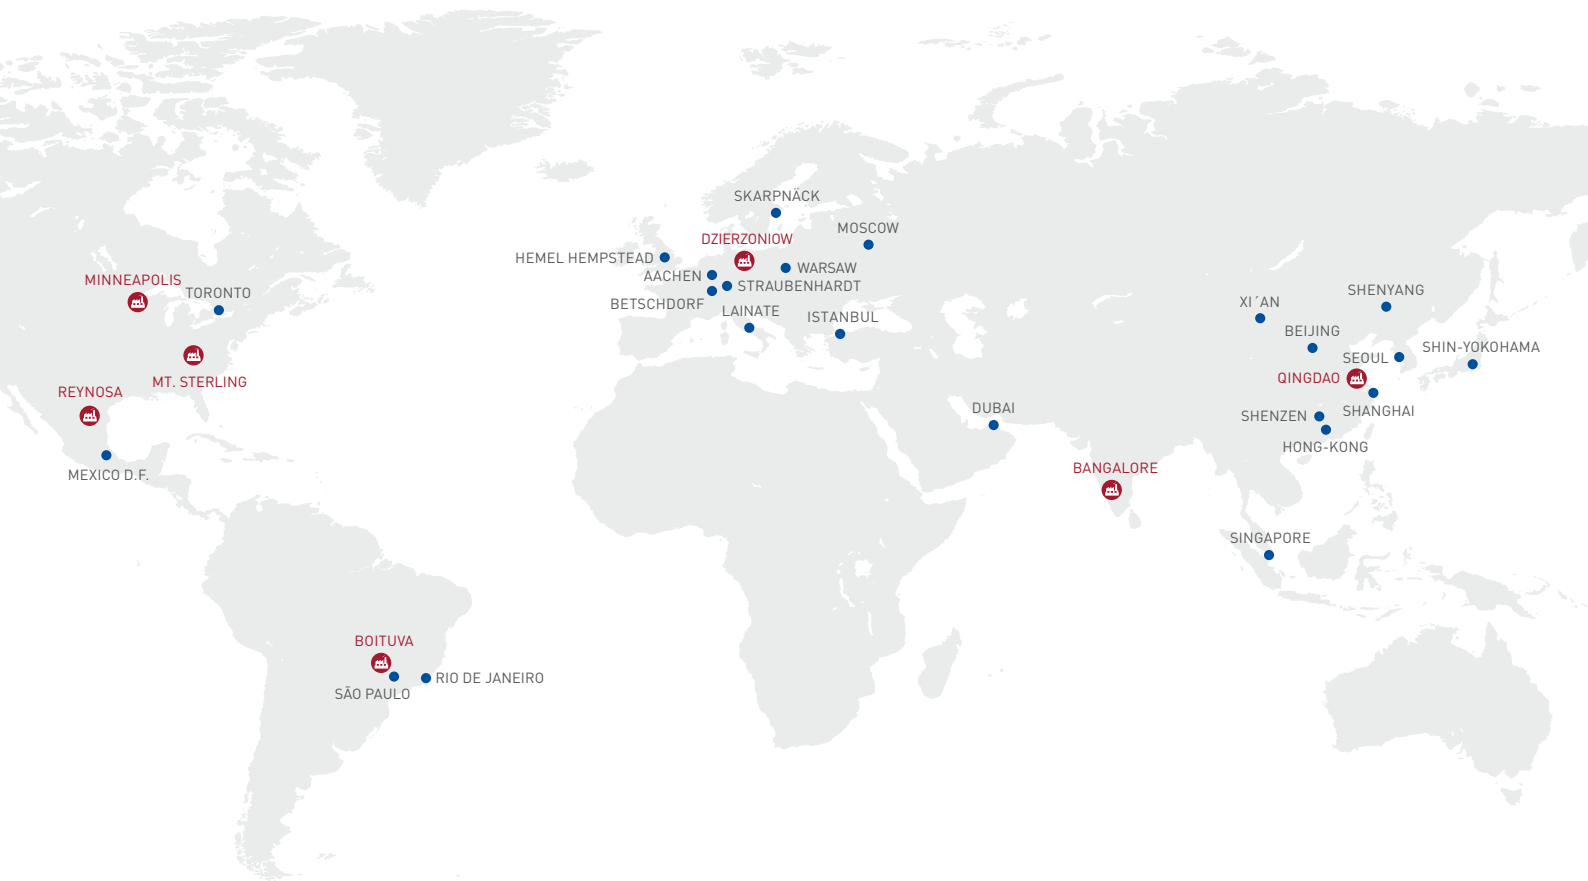 SKARPNÄCK
MOSCOW
DZIERZONIOW
HEMEL HEMPSTEAD
WARSAW
AACHEN
STRAUBENHARDT
BETSCHDORF
LAINATE
ISTANBUL
MINNEAPOLIS
TORONTO
MT. STERLING
REYNOSA
MEXICO D.F.
XI´AN
SHENYANG
BEIJING
SEOUL
SHIN-YOKOHAMA
QINGDAO
SHANGHAI
SHENZEN
HONG-KONG
DUBAI
BANGALORE
SINGAPORE
BOITUVA
RIO DE JANEIRO
SÃO PAULO